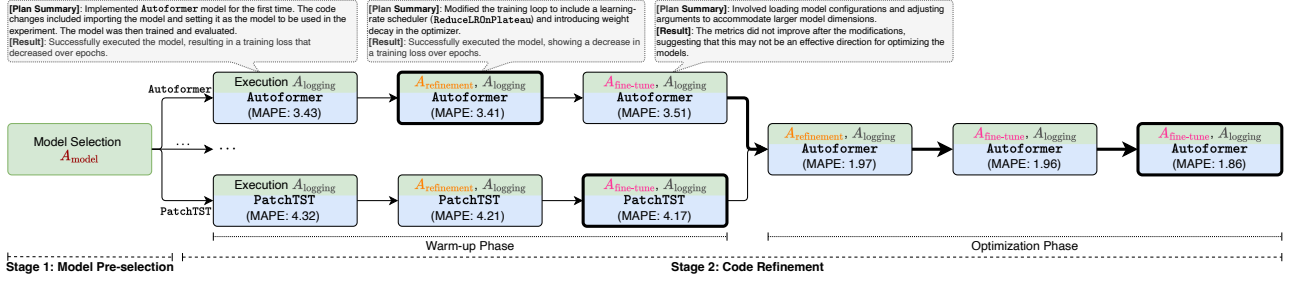 [Plan Summary]: Implemented Autoformer model for the first time. The code
changes included importing the model and setting it as the model to be used in the
experiment. The model was then trained and evaluated.
[Result]: Successfully executed the model, resulting in a training loss that
decreased over epochs.
[Plan Summary]: Modified the training loop to include a learning-
rate scheduler (ReduceLROnPlateau) and introducing weight
decay in the optimizer.
[Result]: Successfully executed the model, showing a decrease in
a training loss over epochs.
[Plan Summary]: Involved loading model configurations and adjusting
arguments to accommodate larger model dimensions.
[Result]: The metrics did not improve after the modifications,
suggesting that this may not be an effective direction for optimizing the
models.
Autoformer
Execution A_logging
Autoformer
(MAPE: 3.43)
A_refinement, A_logging
Autoformer
(MAPE: 3.41)
A_fine-tune, A_logging
Autoformer
(MAPE: 3.51)
Model Selection
A_model
...
...
A_refinement, A_logging
Autoformer
(MAPE: 1.97)
A_fine-tune, A_logging
Autoformer
(MAPE: 1.96)
A_fine-tune, A_logging
Autoformer
(MAPE: 1.86)
PatchTST
Execution A_logging
PatchTST
(MAPE: 4.32)
A_refinement, A_logging
PatchTST
(MAPE: 4.21)
A_fine-tune, A_logging
PatchTST
(MAPE: 4.17)
Warm-up Phase
Optimization Phase
Stage 1: Model Pre-selection
Stage 2: Code Refinement